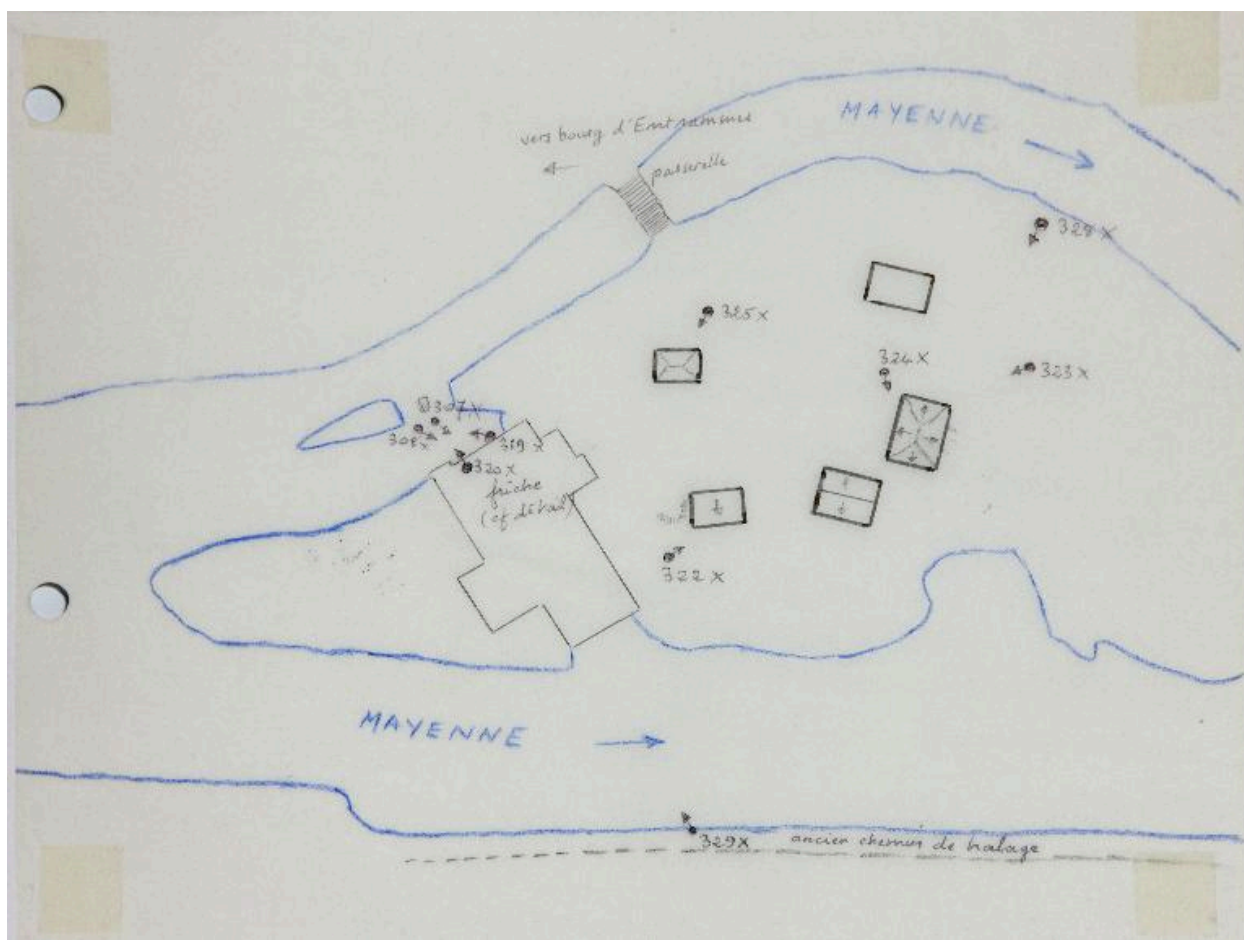 MAYENNE
vers bourg d'Entrammes
passerelle
328 X
325 X
324 X
323 X
307 X
308 X
319 X
320 X
friche
(cf détail)
322 X
MAYENNE
329 X
ancien chemin de halage